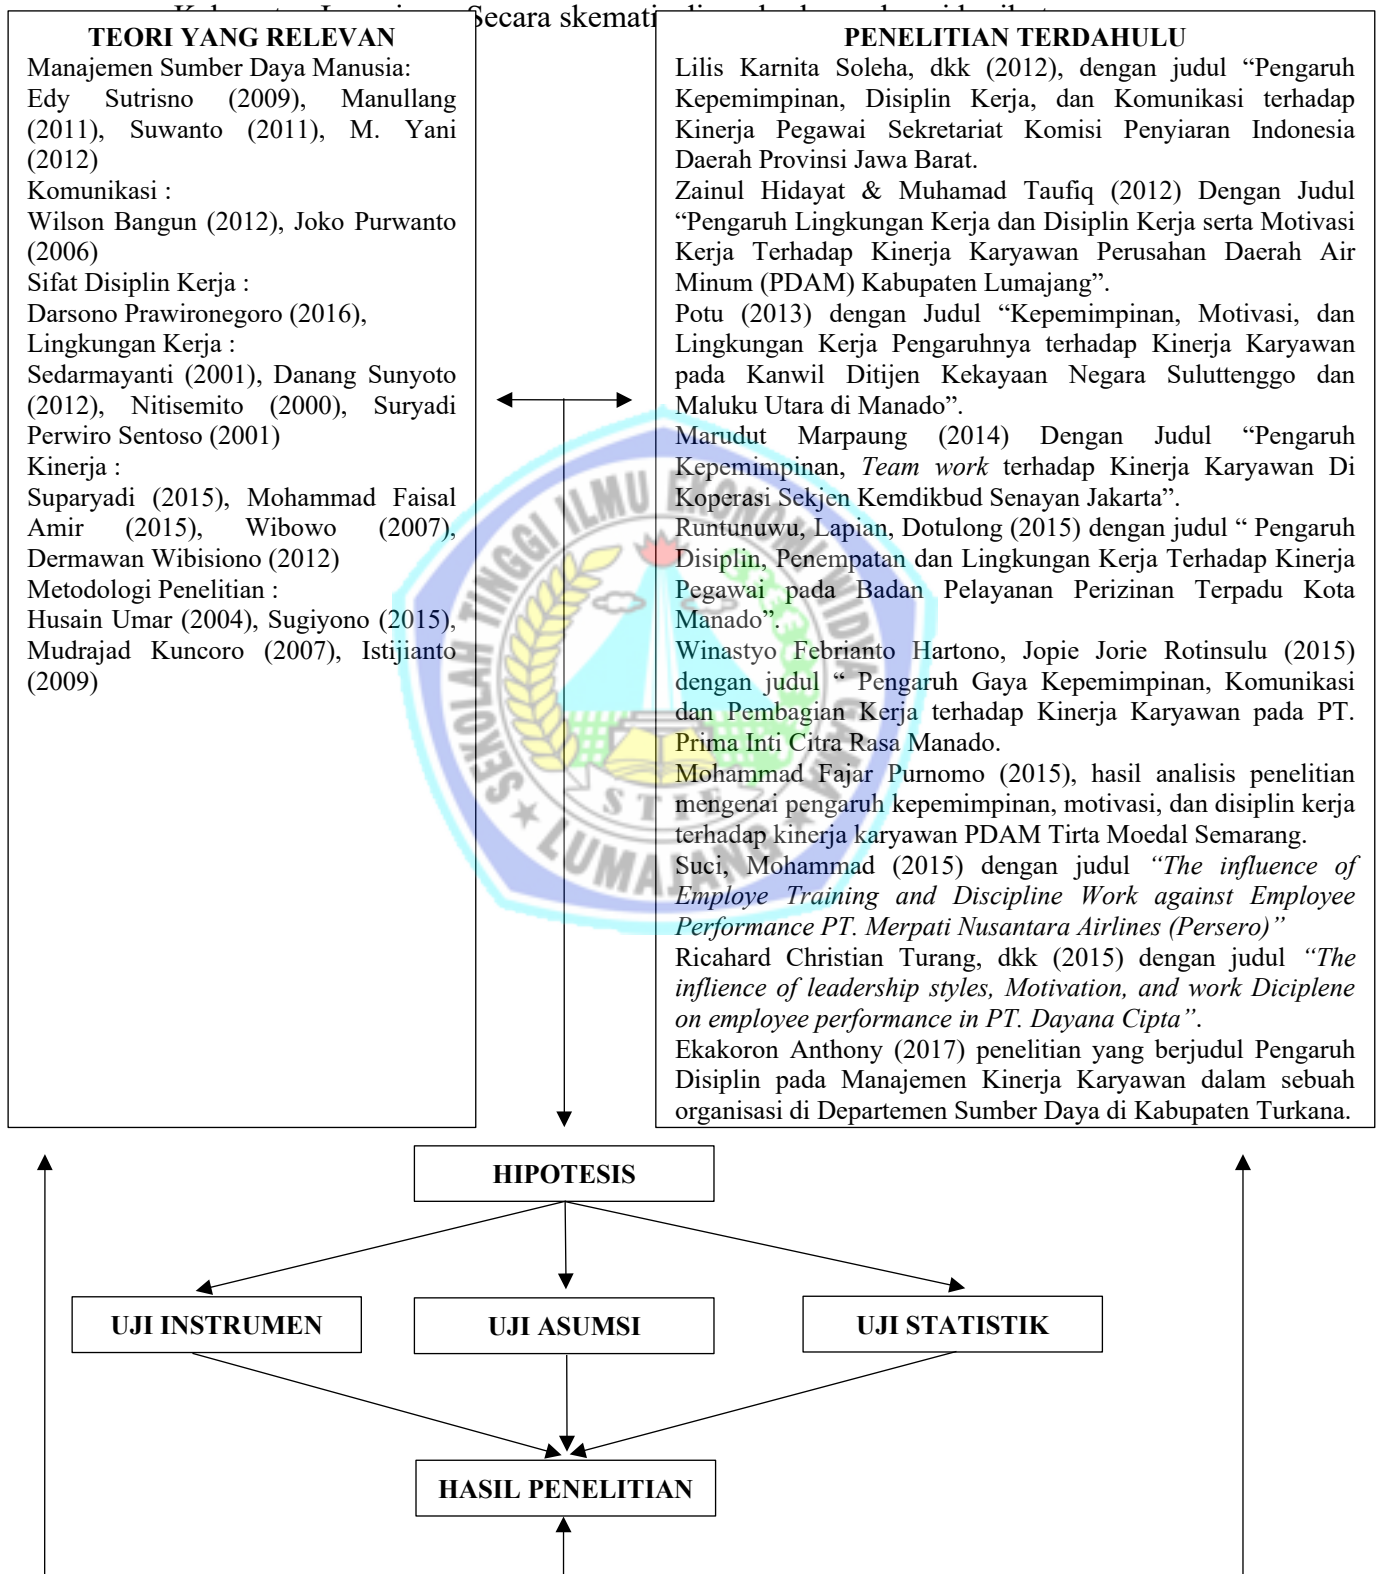 Secara skemati
TEORI YANG RELEVAN
Manajemen Sumber Daya Manusia:
Edy Sutrisno (2009), Manullang
(2011), Suwanto (2011), M. Yani
(2012)
Komunikasi :
Wilson Bangun (2012), Joko Purwanto
(2006)
Sifat Disiplin Kerja :
Darsono Prawironegoro (2016),
Lingkungan Kerja :
Sedarmayanti (2001), Danang Sunyoto
(2012), Nitisemito (2000), Suryadi
Perwiro Sentoso (2001)
Kinerja :
Suparyadi (2015), Mohammad Faisal
Amir (2015), Wibowo (2007),
Dermawan Wibisiono (2012)
Metodologi Penelitian :
Husain Umar (2004), Sugiyono (2015),
Mudrajad Kuncoro (2007), Istijianto
(2009)
PENELITIAN TERDAHULU
Lilis Karnita Soleha, dkk (2012), dengan judul “Pengaruh
Kepemimpinan, Disiplin Kerja, dan Komunikasi terhadap
Kinerja Pegawai Sekretariat Komisi Penyiaran Indonesia
Daerah Provinsi Jawa Barat.
Zainul Hidayat & Muhamad Taufiq (2012) Dengan Judul
“Pengaruh Lingkungan Kerja dan Disiplin Kerja serta Motivasi
Kerja Terhadap Kinerja Karyawan Perusahan Daerah Air
Minum (PDAM) Kabupaten Lumajang”.
Potu (2013) dengan Judul “Kepemimpinan, Motivasi, dan
Lingkungan Kerja Pengaruhnya terhadap Kinerja Karyawan
pada Kanwil Ditijen Kekayaan Negara Suluttenggo dan
Maluku Utara di Manado”.
Marudut Marpaung (2014) Dengan Judul “Pengaruh
Kepemimpinan, Team work terhadap Kinerja Karyawan Di
Koperasi Sekjen Kemdikbud Senayan Jakarta”.
Runtunuwu, Lapian, Dotulong (2015) dengan judul “ Pengaruh
Disiplin, Penempatan dan Lingkungan Kerja Terhadap Kinerja
Pegawai pada Badan Pelayanan Perizinan Terpadu Kota
Manado”.
Winastyo Febrianto Hartono, Jopie Jorie Rotinsulu (2015)
dengan judul “ Pengaruh Gaya Kepemimpinan, Komunikasi
dan Pembagian Kerja terhadap Kinerja Karyawan pada PT.
Prima Inti Citra Rasa Manado.
Mohammad Fajar Purnomo (2015), hasil analisis penelitian
mengenai pengaruh kepemimpinan, motivasi, dan disiplin kerja
terhadap kinerja karyawan PDAM Tirta Moedal Semarang.
Suci, Mohammad (2015) dengan judul “The influence of
Employe Training and Discipline Work against Employee
Performance PT. Merpati Nusantara Airlines (Persero)”
Ricahard Christian Turang, dkk (2015) dengan judul “The
inflience of leadership styles, Motivation, and work Diciplene
on employee performance in PT. Dayana Cipta”.
Ekakoron Anthony (2017) penelitian yang berjudul Pengaruh
Disiplin pada Manajemen Kinerja Karyawan dalam sebuah
organisasi di Departemen Sumber Daya di Kabupaten Turkana.
SEKOLAH TINGGI ILMU EKONOMI WIDYA GAMA
STIE
LUMAJANG
HIPOTESIS
UJI INSTRUMEN
UJI ASUMSI
UJI STATISTIK
HASIL PENELITIAN